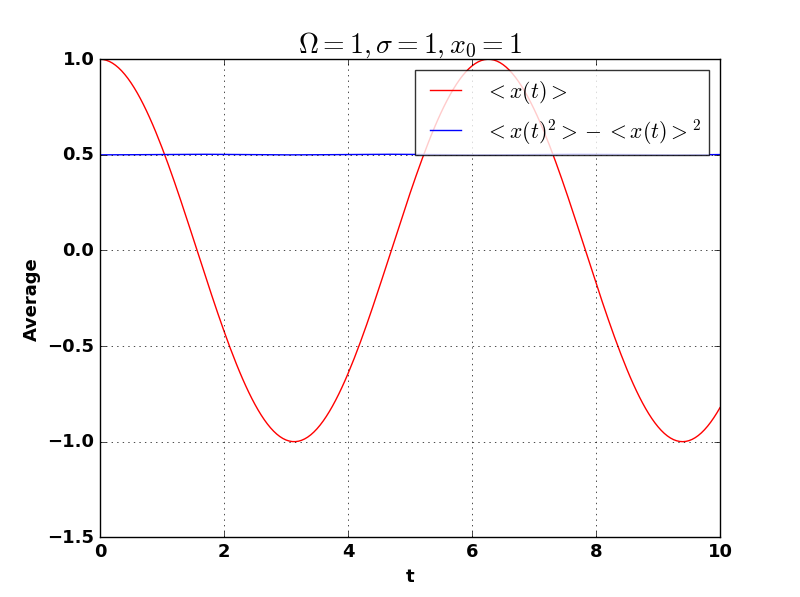 Ω = 1, σ = 1, x₀ = 1
1.0
0.5
0.0
−0.5
−1.0
−1.5
Average
< x(t) >
< x(t)² > − < x(t) >²
0 2 4 6 8 10
t